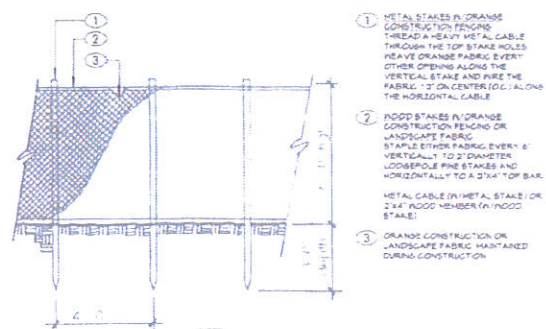 1
2
3
1 METAL STAKES W/ORANGE
CONSTRUCTION FENCING
THREAD A HEAVY METAL CABLE
THROUGH THE TOP STAKE HOLES
WEAVE ORANGE FABRIC EVERY
OTHER OPENING ALONG THE
VERTICAL STAKE AND WIRE THE
FABRIC ON CENTER (O.C.) ALONG
THE HORIZONTAL CABLE
2 WOOD STAKES W/ORANGE
CONSTRUCTION FENCING OR
LANDSCAPE FABRIC
STAPLE EITHER FABRIC EVERY 6"
VERTICALLY TO 2" DIAMETER
LODGEPOLE PINE STAKES AND
HORIZONTALLY TO A 2"X4" TOP BAR
METAL CABLE (W/METAL STAKE) OR
2"X4" WOOD MEMBER (W/WOOD
STAKE)
3 ORANGE CONSTRUCTION OR
LANDSCAPE FABRIC MAINTAINED
DURING CONSTRUCTION